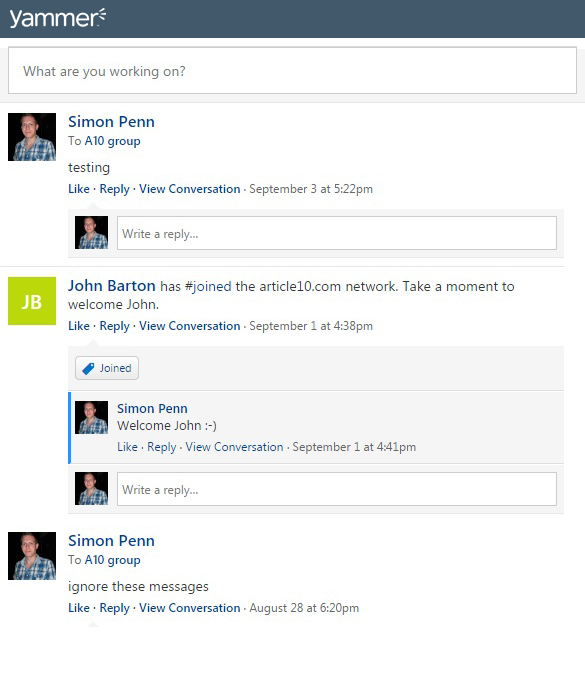 yammer
What are you working on?
Simon Penn
To A10 group
testing
Like · Reply · View Conversation · September 3 at 5:22pm
Write a reply...
JB
John Barton has #joined the article10.com network. Take a moment to
welcome John.
Like · Reply · View Conversation · September 1 at 4:38pm
Joined
Simon Penn
Welcome John :-)
Like · Reply · View Conversation · September 1 at 4:41pm
Write a reply...
Simon Penn
To A10 group
ignore these messages
Like · Reply · View Conversation · August 28 at 6:20pm